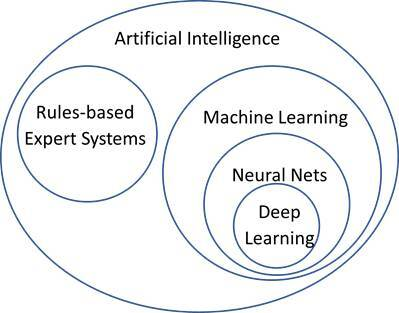 Artificial Intelligence
Rules-based
Expert Systems
Machine Learning
Neural Nets
Deep
Learning